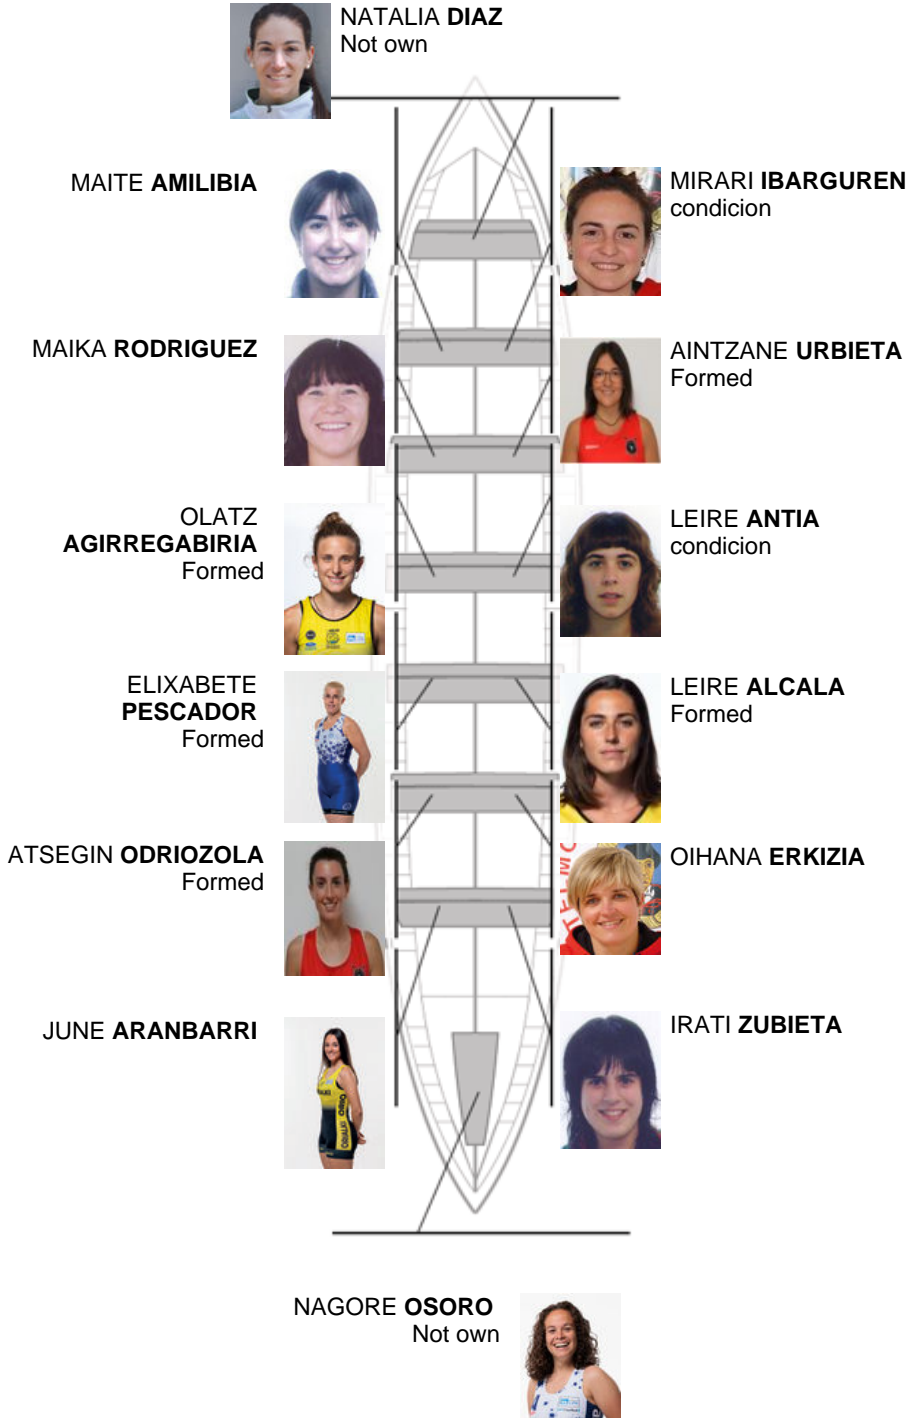 NATALIA DIAZ
Not own
MAITE AMILIBIA
MIRARI IBARGUREN
condicion
MAIKA RODRIGUEZ
AINTZANE URBIETA
Formed
OLATZ
AGIRREGABIRIA
Formed
LEIRE ANTIA
condicion
ELIXABETE
PESCADOR
Formed
LEIRE ALCALA
Formed
ATSEGIN ODRIOZOLA
Formed
OIHANA ERKIZIA
JUNE ARANBARRI
IRATI ZUBIETA
NAGORE OSORO
Not own